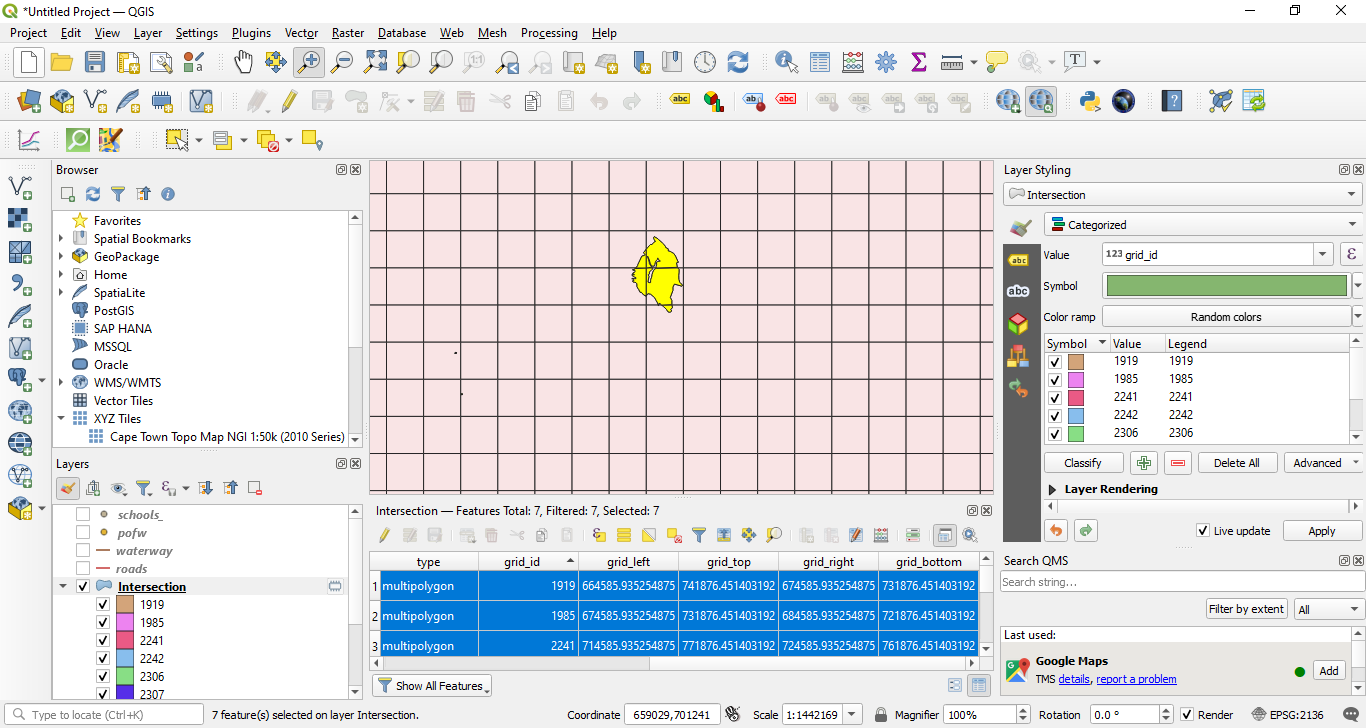 *Untitled Project — QGIS
Project Edit View Layer Settings Plugins Vector Raster Database Web Mesh Processing Help
Browser
Favorites
Spatial Bookmarks
GeoPackage
Home
SpatiaLite
PostGIS
SAP HANA
MSSQL
Oracle
WMS/WMTS
Vector Tiles
XYZ Tiles
Cape Town Topo Map NGI 1:50k (2010 Series)
Layers
schools_
pofw
waterway
roads
Intersection
1919
1985
2241
2242
2306
2307
Intersection — Features Total: 7, Filtered: 7, Selected: 7
type grid_id grid_left grid_top grid_right grid_bottom
1 multipolygon 1919 664585.935254875 741876.451403192 674585.935254875 731876.451403192
2 multipolygon 1985 674585.935254875 731876.451403192 684585.935254875 721876.451403192
3 multipolygon 2241 714585.935254875 771876.451403192 724585.935254875 761876.451403192
Show All Features
Layer Styling
Intersection
Categorized
Value 123 grid_id ε
Symbol
Color ramp Random colors
Symbol Value Legend
1919 1919
1985 1985
2241 2241
2242 2242
2306 2306
Classify Delete All Advanced
Layer Rendering
Live update Apply
Search QMS
Search string...
Filter by extent All
Last used:
Google Maps
TMS details, report a problem
Add
Type to locate (Ctrl+K) 7 feature(s) selected on layer Intersection. Coordinate 659029,701241 Scale 1:1442169 Magnifier 100% Rotation 0.0 ° Render EPSG:2136